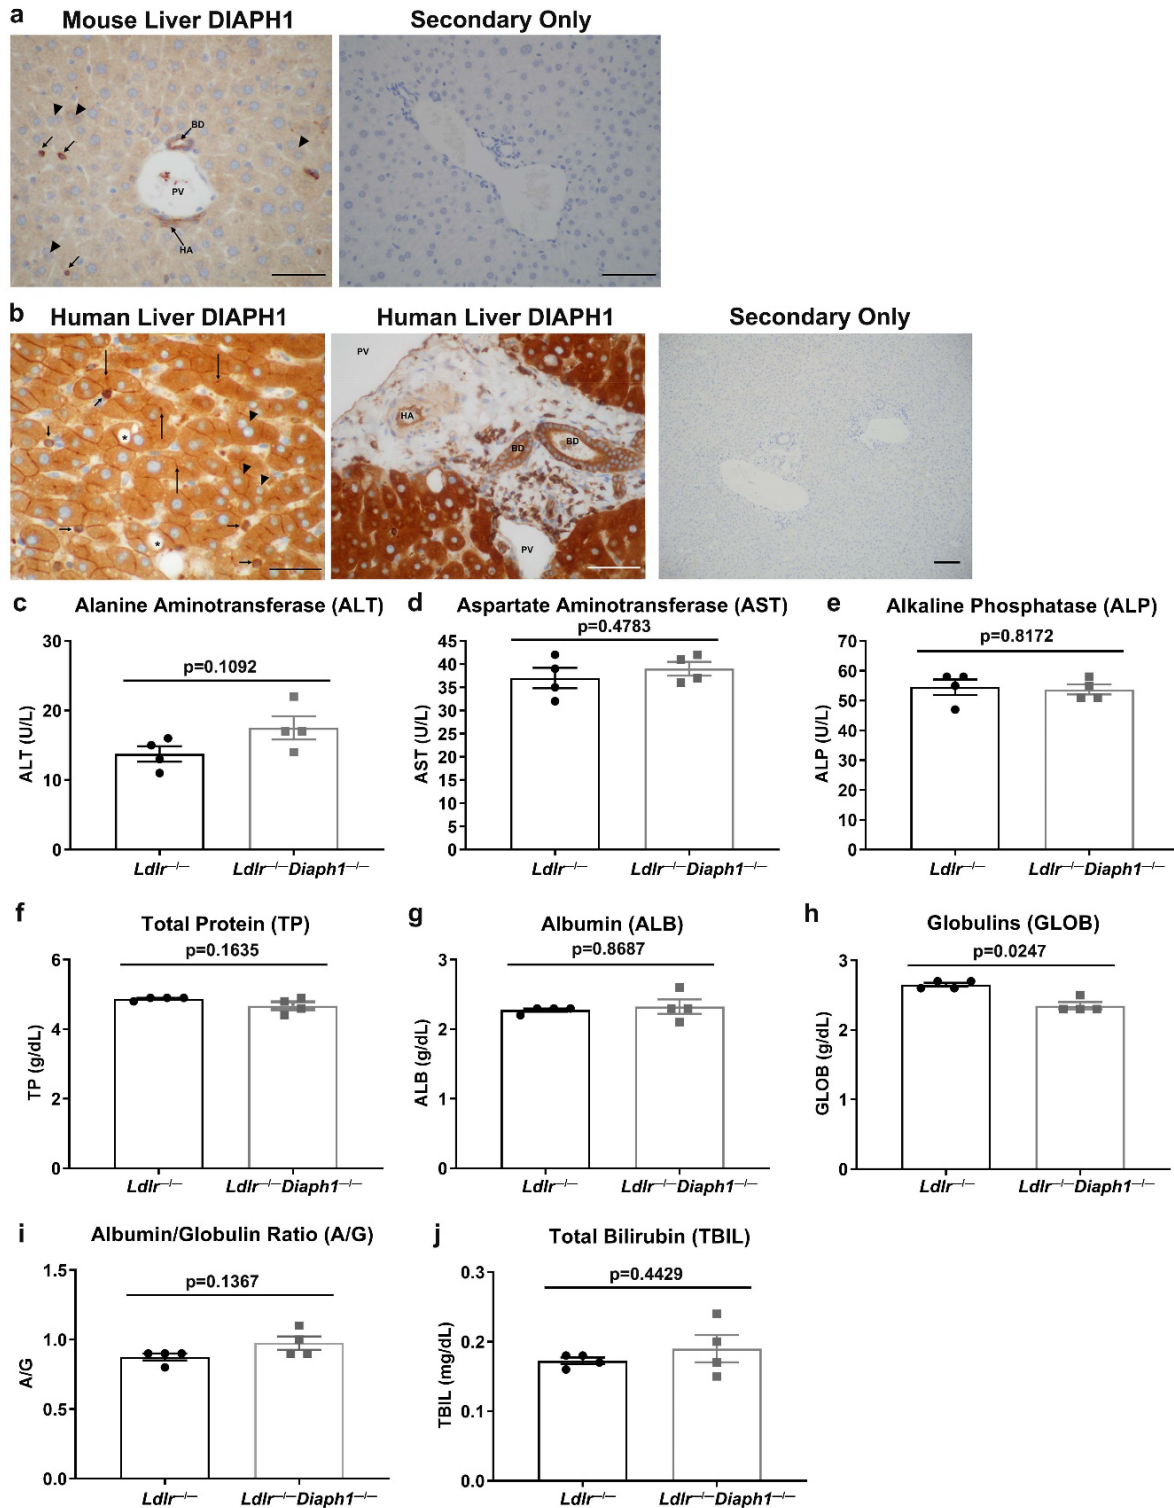 a
Mouse Liver DIAPH1
Secondary Only
BD
PV
HA
b
Human Liver DIAPH1
Human Liver DIAPH1
Secondary Only
*
*
PV
HA
BD
BD
PV
c
Alanine Aminotransferase (ALT)
p=0.1092
ALT (U/L)
30
20
10
0
Ldlr−/−
Ldlr−/−Diaph1−/−
d
Aspartate Aminotransferase (AST)
p=0.4783
AST (U/L)
45
40
35
30
25
20
15
10
5
0
Ldlr−/−
Ldlr−/−Diaph1−/−
e
Alkaline Phosphatase (ALP)
p=0.8172
ALP (U/L)
70
60
50
40
30
20
10
0
Ldlr−/−
Ldlr−/−Diaph1−/−
f
Total Protein (TP)
p=0.1635
TP (g/dL)
6
4
2
0
Ldlr−/−
Ldlr−/−Diaph1−/−
g
Albumin (ALB)
p=0.8687
ALB (g/dL)
3
2
1
0
Ldlr−/−
Ldlr−/−Diaph1−/−
h
Globulins (GLOB)
p=0.0247
GLOB (g/dL)
3
2
1
0
Ldlr−/−
Ldlr−/−Diaph1−/−
i
Albumin/Globulin Ratio (A/G)
p=0.1367
A/G
1.5
1.0
0.5
0.0
Ldlr−/−
Ldlr−/−Diaph1−/−
j
Total Bilirubin (TBIL)
p=0.4429
TBIL (mg/dL)
0.3
0.2
0.1
0.0
Ldlr−/−
Ldlr−/−Diaph1−/−